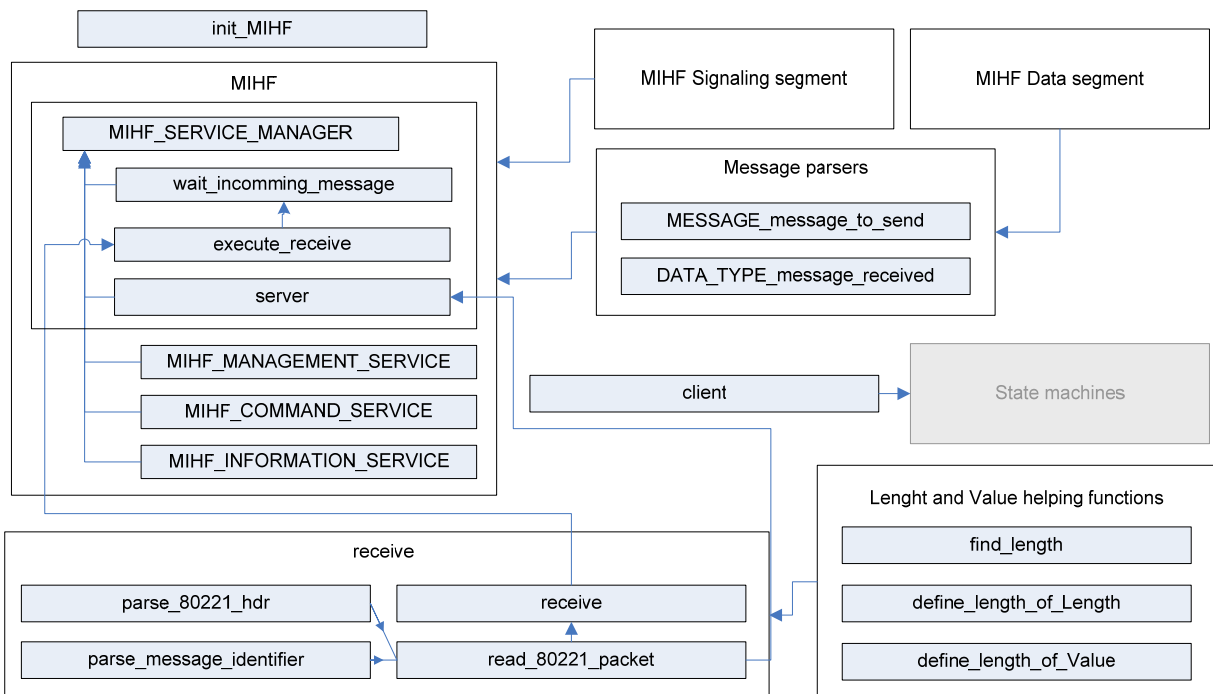 init_MIHF
MIHF
MIHF_SERVICE_MANAGER
wait_incomming_message
execute_receive
server
MIHF_MANAGEMENT_SERVICE
MIHF_COMMAND_SERVICE
MIHF_INFORMATION_SERVICE
MIHF Signaling segment
MIHF Data segment
Message parsers
MESSAGE_message_to_send
DATA_TYPE_message_received
client
State machines
Lenght and Value helping functions
find_length
define_length_of_Length
define_length_of_Value
receive
parse_80221_hdr
receive
parse_message_identifier
read_80221_packet